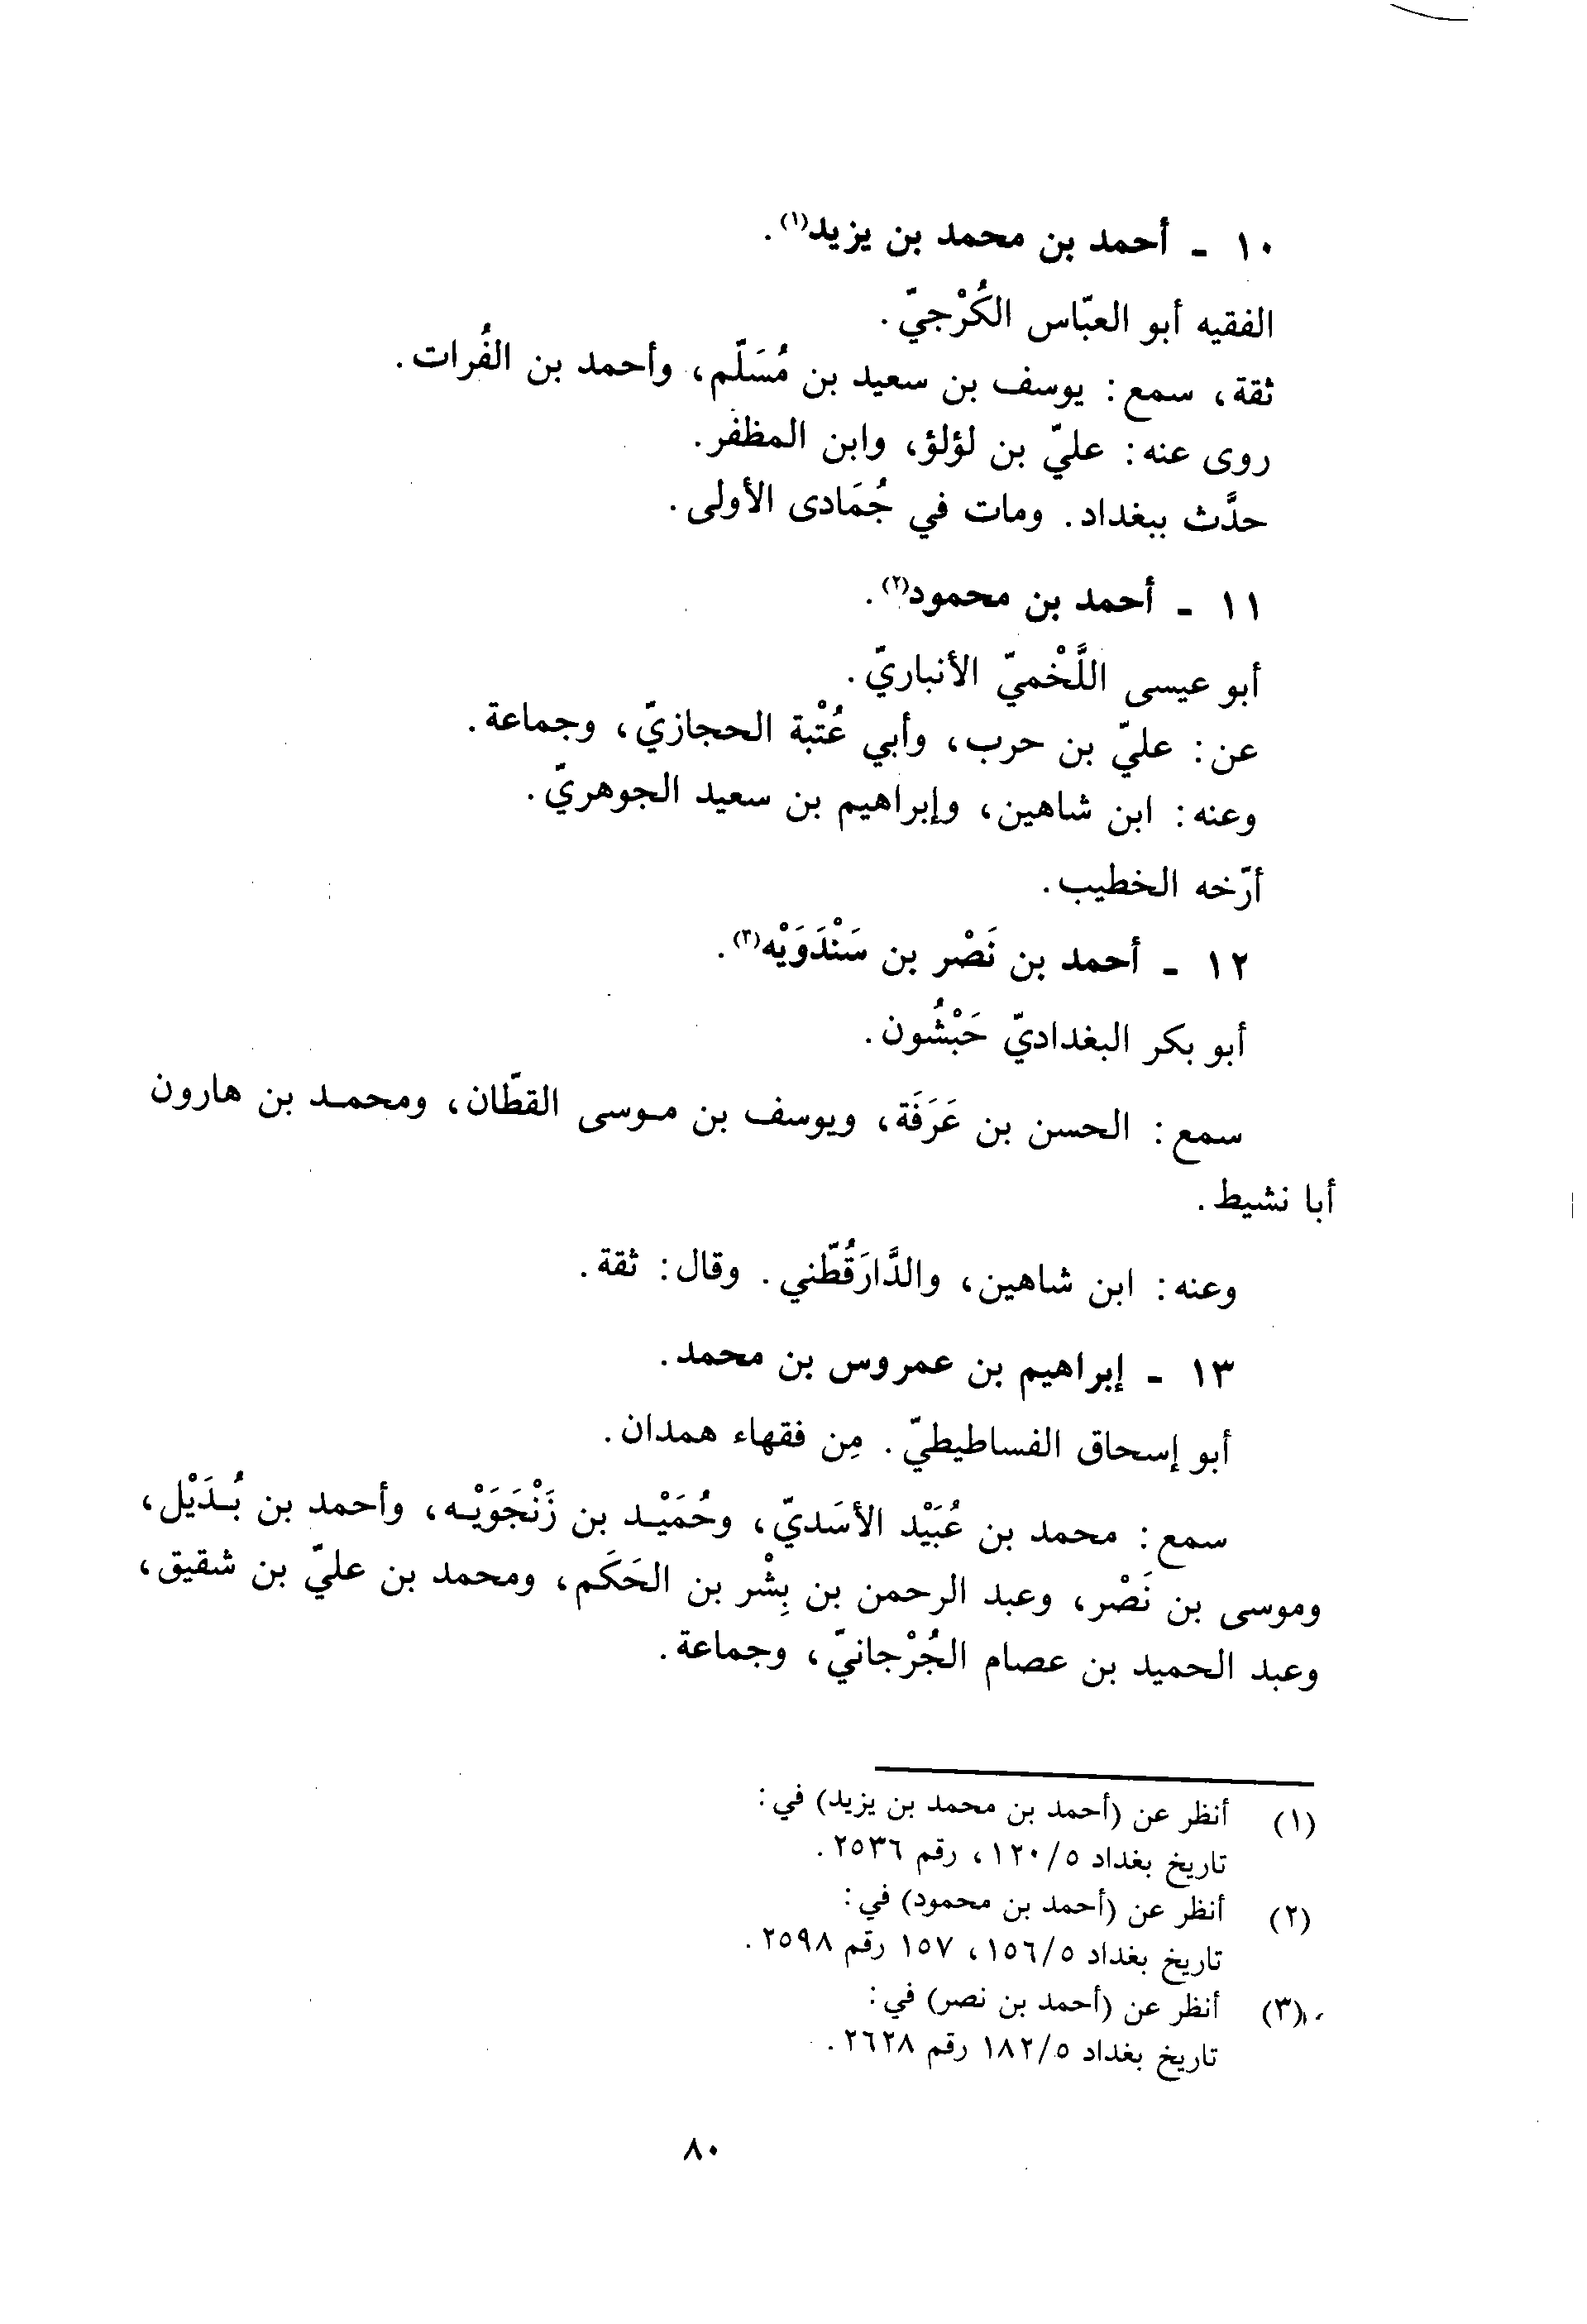 ١٠ - أحمد بن محمد بن يزيد(١).
الفقيه أبو العبّاس الكُرْجيّ.
ثقة، سمع: يوسف بن سعيد بن مُسَلّم، وأحمد بن الفُرات.
روى عنه: عليّ بن لؤلؤ، وابن المظفر.
حدَّث ببغداد. ومات في جُمَادى الأولى.
١١ - أحمد بن محمود(٢).
أبو عيسى اللَّخْميّ الأنباريّ.
عن: عليّ بن حرب، وأبي عُتْبة الحجازيّ، وجماعة.
وعنه: ابن شاهين، وإبراهيم بن سعيد الجوهريّ.
أرّخه الخطيب.
١٢ - أحمد بن نَصْر بن سَنْدَوَيْه(٣).
أبو بكر البغداديّ حَبْشُون.
سمع: الحسن بن عَرَفَة، ويوسف بن مـوسى القطّان، ومحمـد بن هارون
أبا نشيط.
وعنه: ابن شاهين، والدَّارَقُطّني. وقال: ثقة.
١٣ - إبراهيم بن عمروس بن محمد.
أبو إسحاق الفساطيطيّ. مِن فقهاء همدان.
سمع: محمد بن عُبَيْد الأسَديّ، وحُمَيْـد بن زَنْجَوَيْـه، وأحمد بن بُـدَيْل،
وموسى بن نَصْر، وعبد الرحمن بن بِشْر بن الحَكَم، ومحمد بن عليّ بن شقيق،
وعبد الحميد بن عصام الجُرْجانيّ، وجماعة.
(١) أنظر عن (أحمد بن محمد بن يزيد) في:
تاريخ بغداد ١٢٠/٥، رقم ٢٥٣٦.
(٢) أنظر عن (أحمد بن محمود) في:
تاريخ بغداد ١٥٦/٥، ١٥٧ رقم ٢٥٩٨.
(٣) أنظر عن (أحمد بن نصر) في:
تاريخ بغداد ١٨٢/٥ رقم ٢٦٢٨.
٨٠